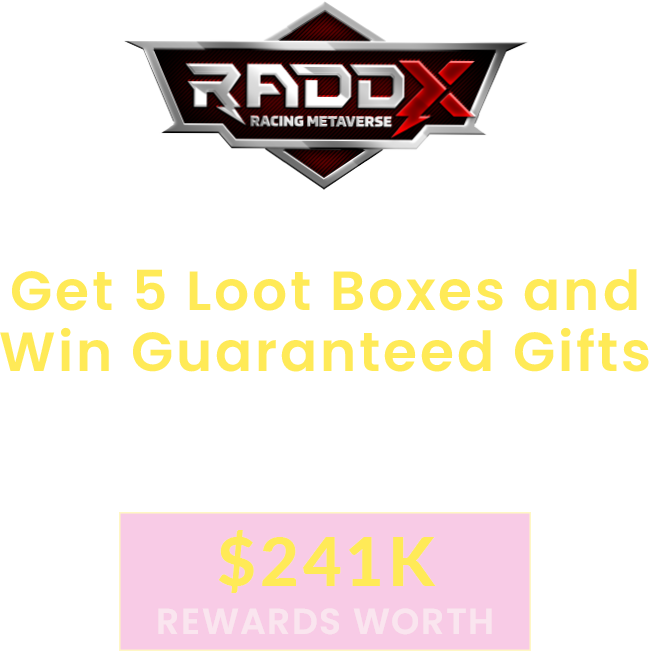 RADDX
RACING METAVERSE
Get 5 Loot Boxes and
Win Guaranteed Gifts
$241K
REWARDS WORTH